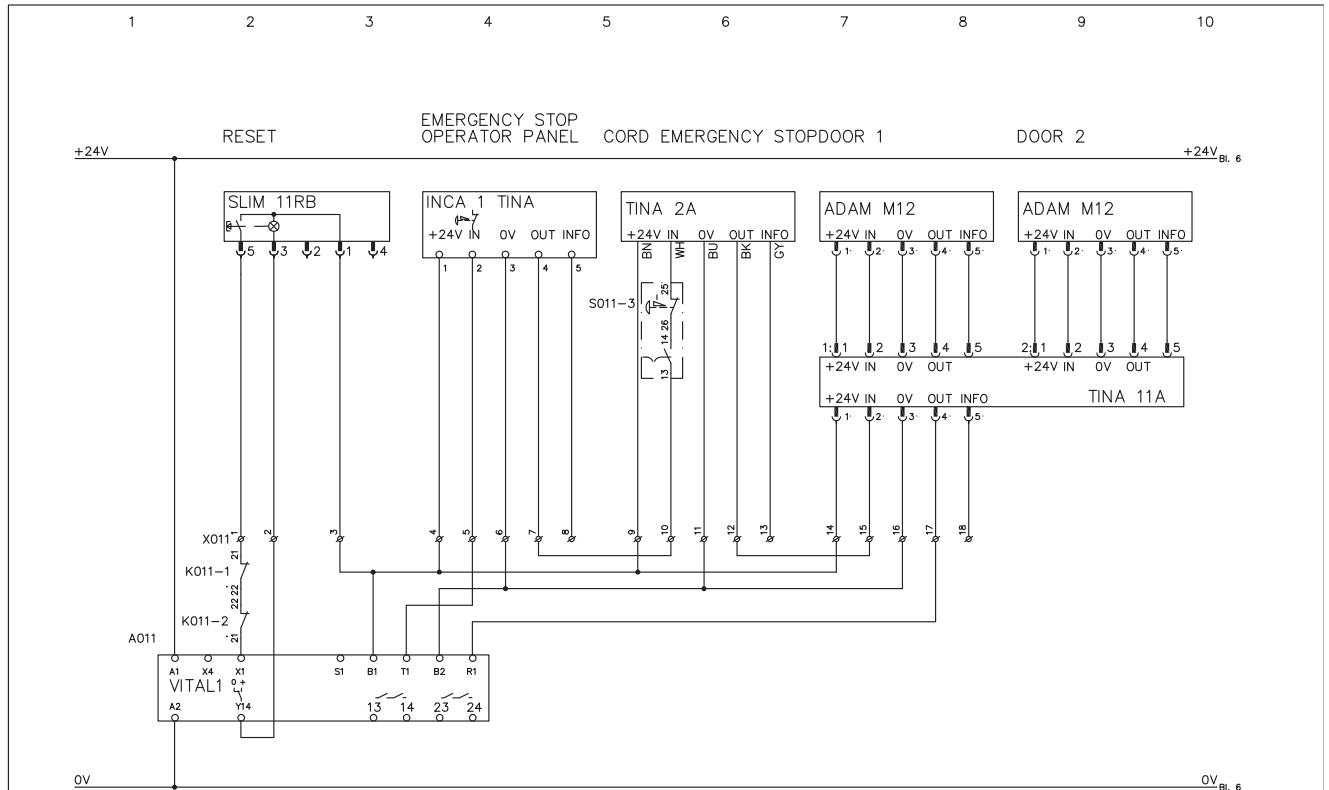 1 2 3 4 5 6 7 8 9 10
EMERGENCY STOP
RESET OPERATOR PANEL CORD EMERGENCY STOP DOOR 1 DOOR 2
+24V +24V Bl. 6
SLIM 11RB INCA 1 TINA TINA 2A ADAM M12 ADAM M12
+24V IN 0V OUT INFO +24V IN 0V OUT INFO +24V IN 0V OUT INFO +24V IN 0V OUT INFO
5 3 2 1 4 1 2 3 4 5 BN WH BU BK GY 1 2 3 4 5 1 2 3 4 5
25
S011-3
26
14
13
1:1 2 3 4 5 2:1 2 3 4 5
+24V IN 0V OUT +24V IN 0V OUT
TINA 11A
+24V IN 0V OUT INFO
1 2 3 4 5
X011 1 2 3 4 5 6 7 8 9 10 11 12 13 14 15 16 17 18
21
K011-1
22
22
K011-2
21
A011
A1 X4 X1 S1 B1 T1 B2 R1
VITAL1 0 +
A2 Y14 13 14 23 24
0V 0V Bl. 6